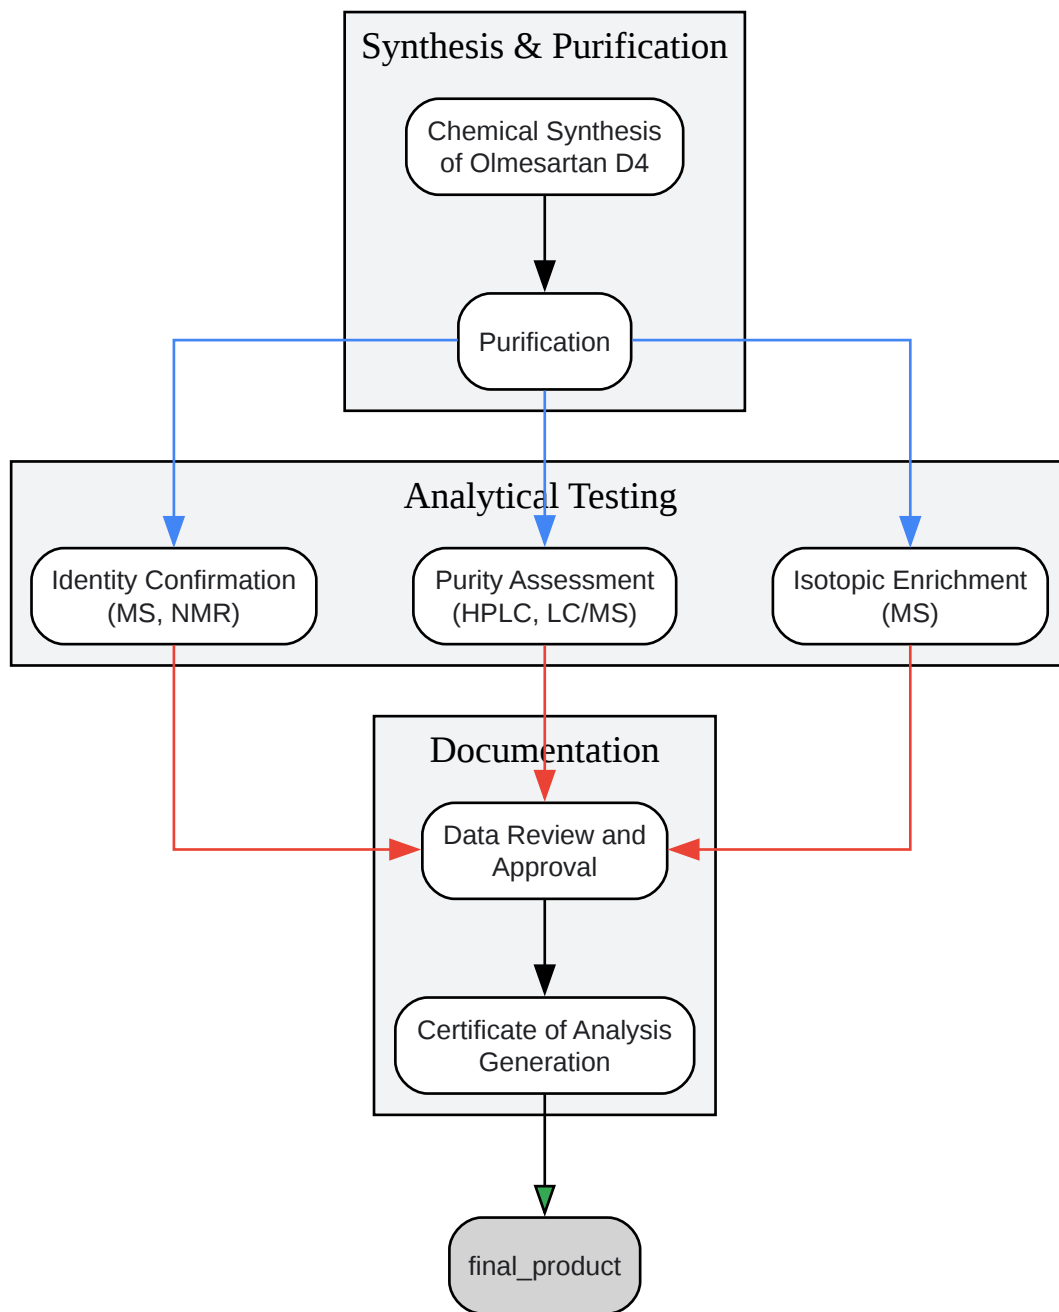 Synthesis & Purification
Chemical Synthesis
of Olmesartan D4
Purification
Analytical Testing
Identity Confirmation
(MS, NMR)
Purity Assessment
(HPLC, LC/MS)
Isotopic Enrichment
(MS)
Documentation
Data Review and
Approval
Certificate of Analysis
Generation
final_product